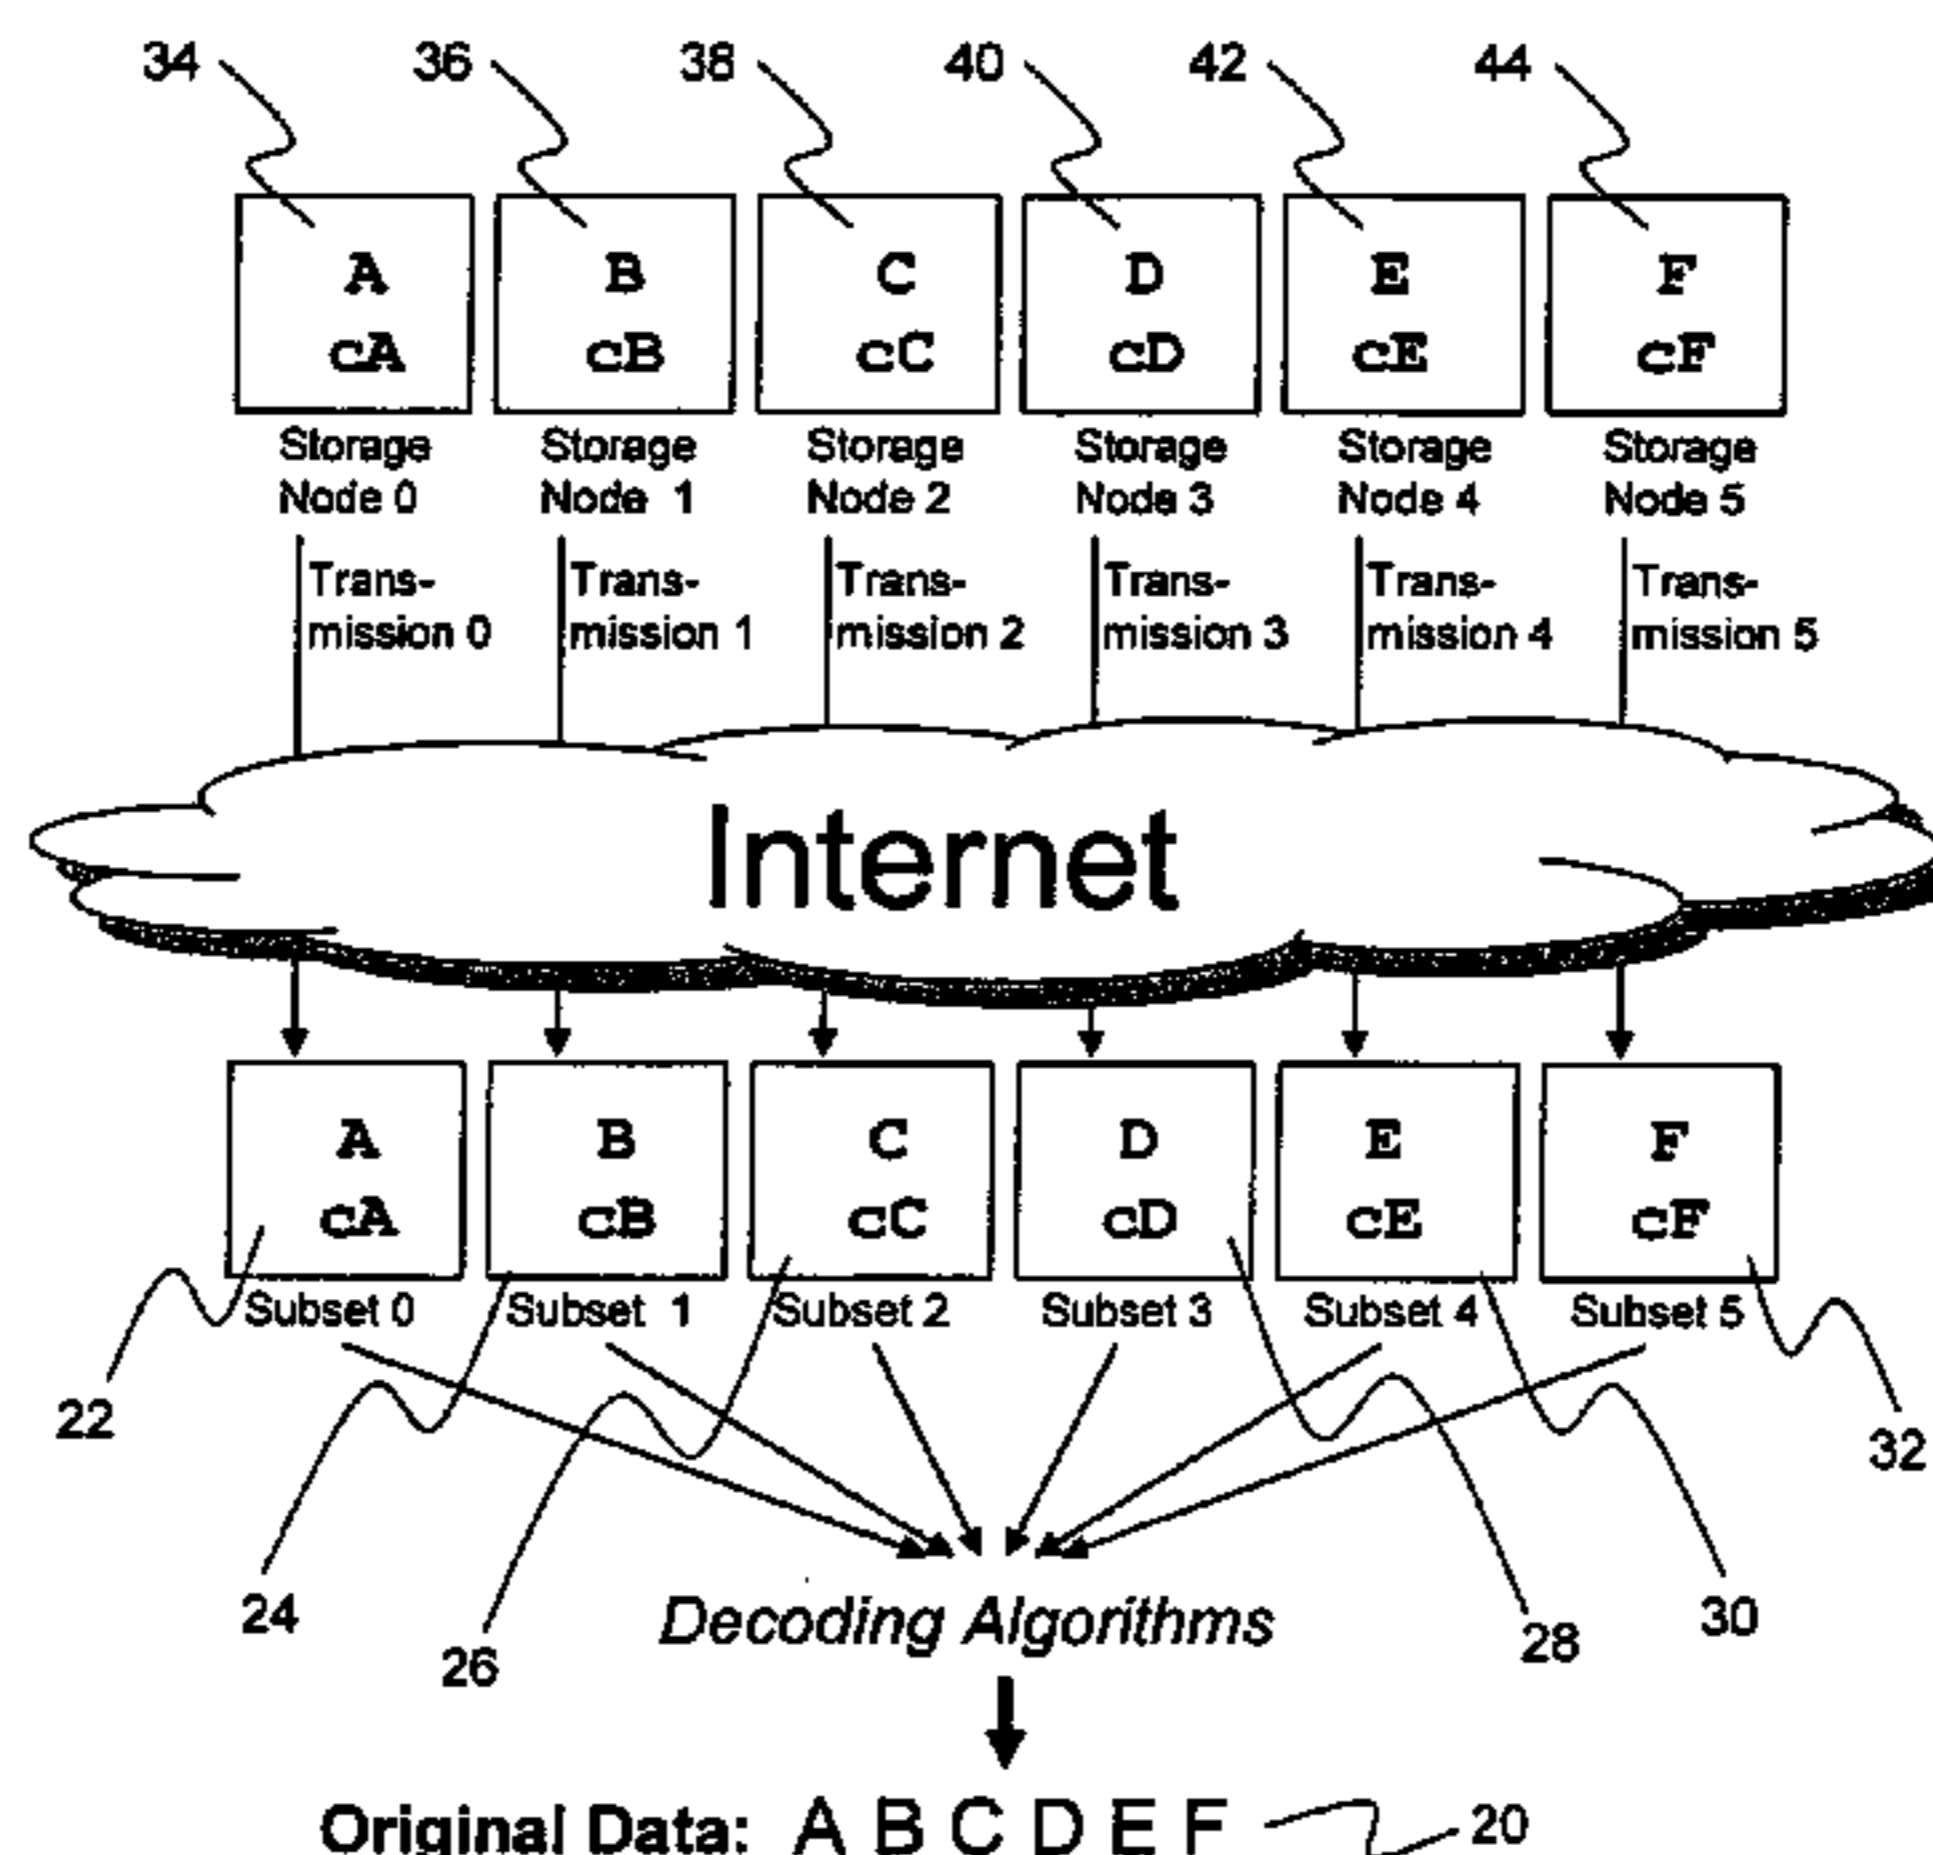 34 36 38 40 42 44
A B C D E F
cA cB cC cD cE cF
Storage Storage Storage Storage Storage Storage
Node 0 Node 1 Node 2 Node 3 Node 4 Node 5
Trans- Trans- Trans- Trans- Trans- Trans-
mission 0 mission 1 mission 2 mission 3 mission 4 mission 5
Internet
A B C D E F
cA cB cC cD cE cF
Subset 0 Subset 1 Subset 2 Subset 3 Subset 4 Subset 5
22 32
24 26 Decoding Algorithms 28 30
Original Data: A B C D E F 20